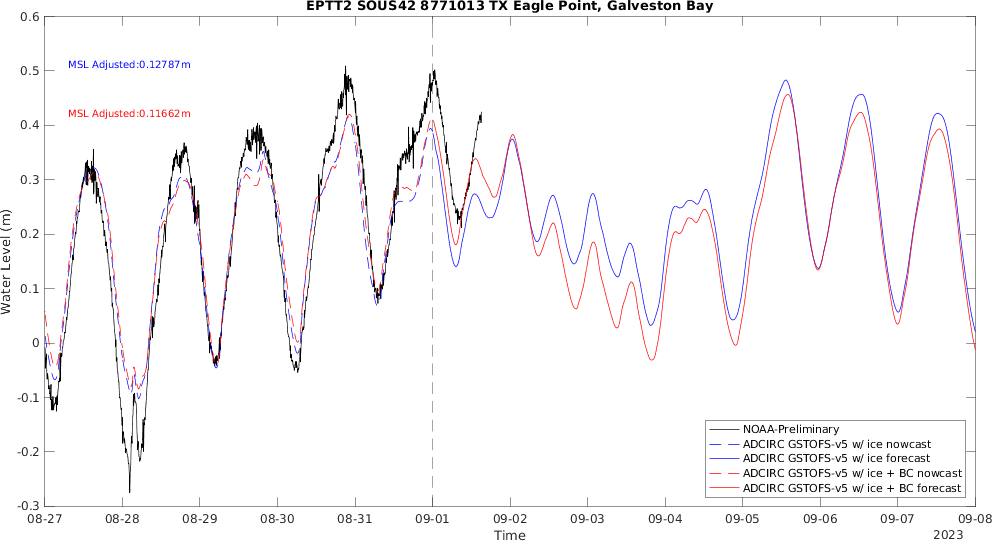 EPTT2 SOUS42 8771013 TX Eagle Point, Galveston Bay
0.6
0.5
0.4
0.3
0.2
0.1
0
-0.1
-0.2
-0.3
Water Level (m)
MSL Adjusted:0.12787m
MSL Adjusted:0.11662m
NOAA-Preliminary
ADCIRC GSTOFS-v5 w/ ice nowcast
ADCIRC GSTOFS-v5 w/ ice forecast
ADCIRC GSTOFS-v5 w/ ice + BC nowcast
ADCIRC GSTOFS-v5 w/ ice + BC forecast
08-27 08-28 08-29 08-30 08-31 09-01 09-02 09-03 09-04 09-05 09-06 09-07 09-08
Time
2023